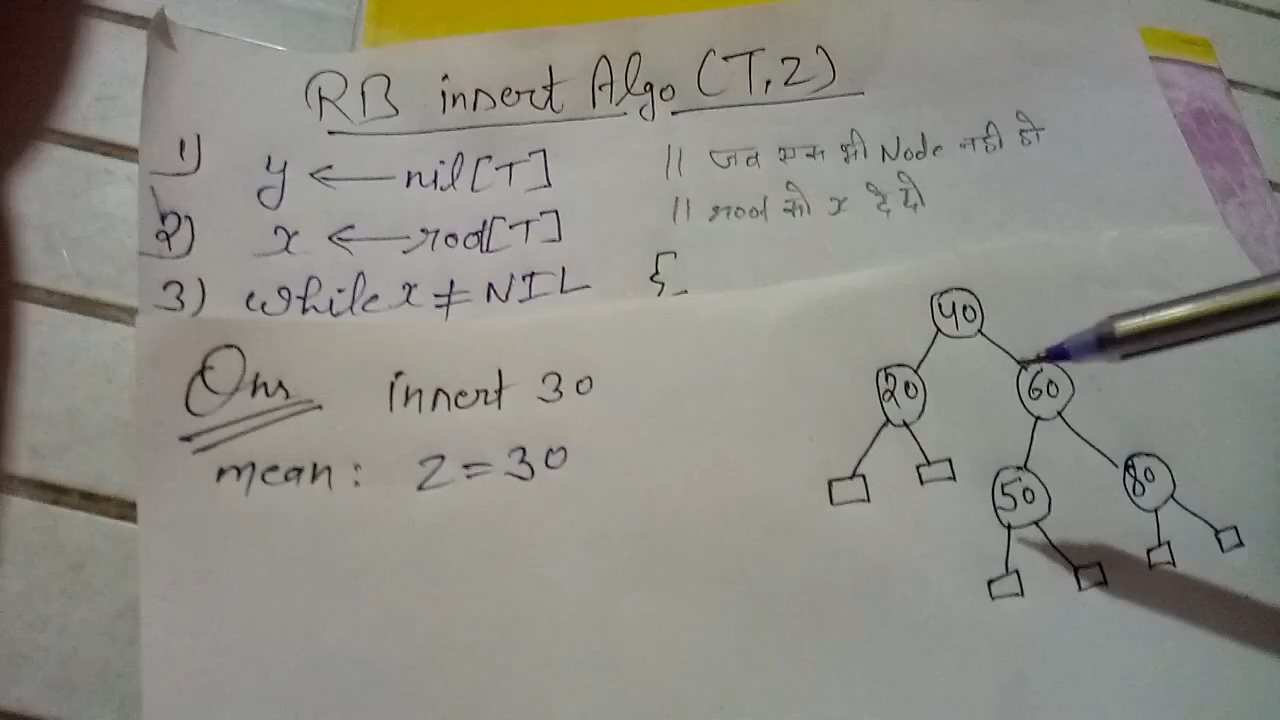 RB insert Algo (T,z)
1) y ← nil[T] // जब एक भी Node नही हो
2) x ← root[T] // root को x दे दो
3) while x ≠ NIL {
Ons insert 30
mean: z = 30
40
20 60
50 80